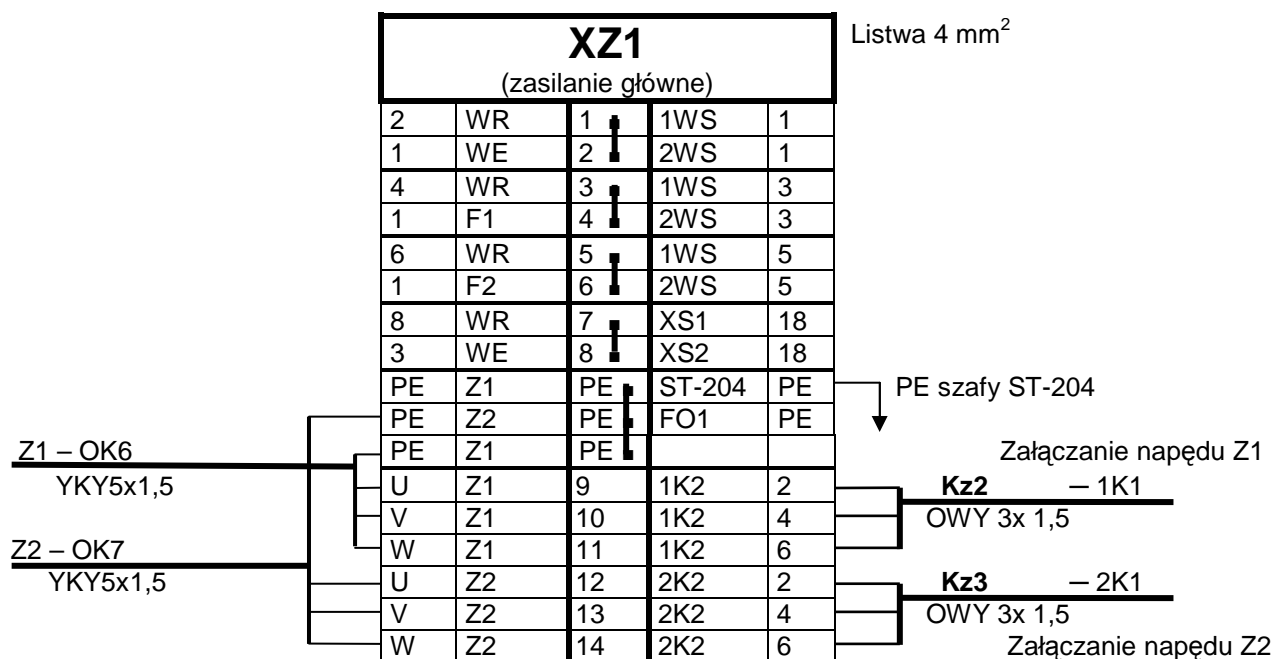 XZ1
(zasilanie główne)
Listwa 4 mm²
2 WR 1 1WS 1
1 WE 2 2WS 1
4 WR 3 1WS 3
1 F1 4 2WS 3
6 WR 5 1WS 5
1 F2 6 2WS 5
8 WR 7 XS1 18
3 WE 8 XS2 18
PE Z1 PE ST-204 PE PE szafy ST-204
PE Z2 PE FO1 PE
Z1 – OK6 PE Z1 PE Załączanie napędu Z1
YKY5x1,5 U Z1 9 1K2 2 Kz2 – 1K1
V Z1 10 1K2 4 OWY 3x 1,5
Z2 – OK7 W Z1 11 1K2 6
YKY5x1,5 U Z2 12 2K2 2 Kz3 – 2K1
V Z2 13 2K2 4 OWY 3x 1,5
W Z2 14 2K2 6 Załączanie napędu Z2